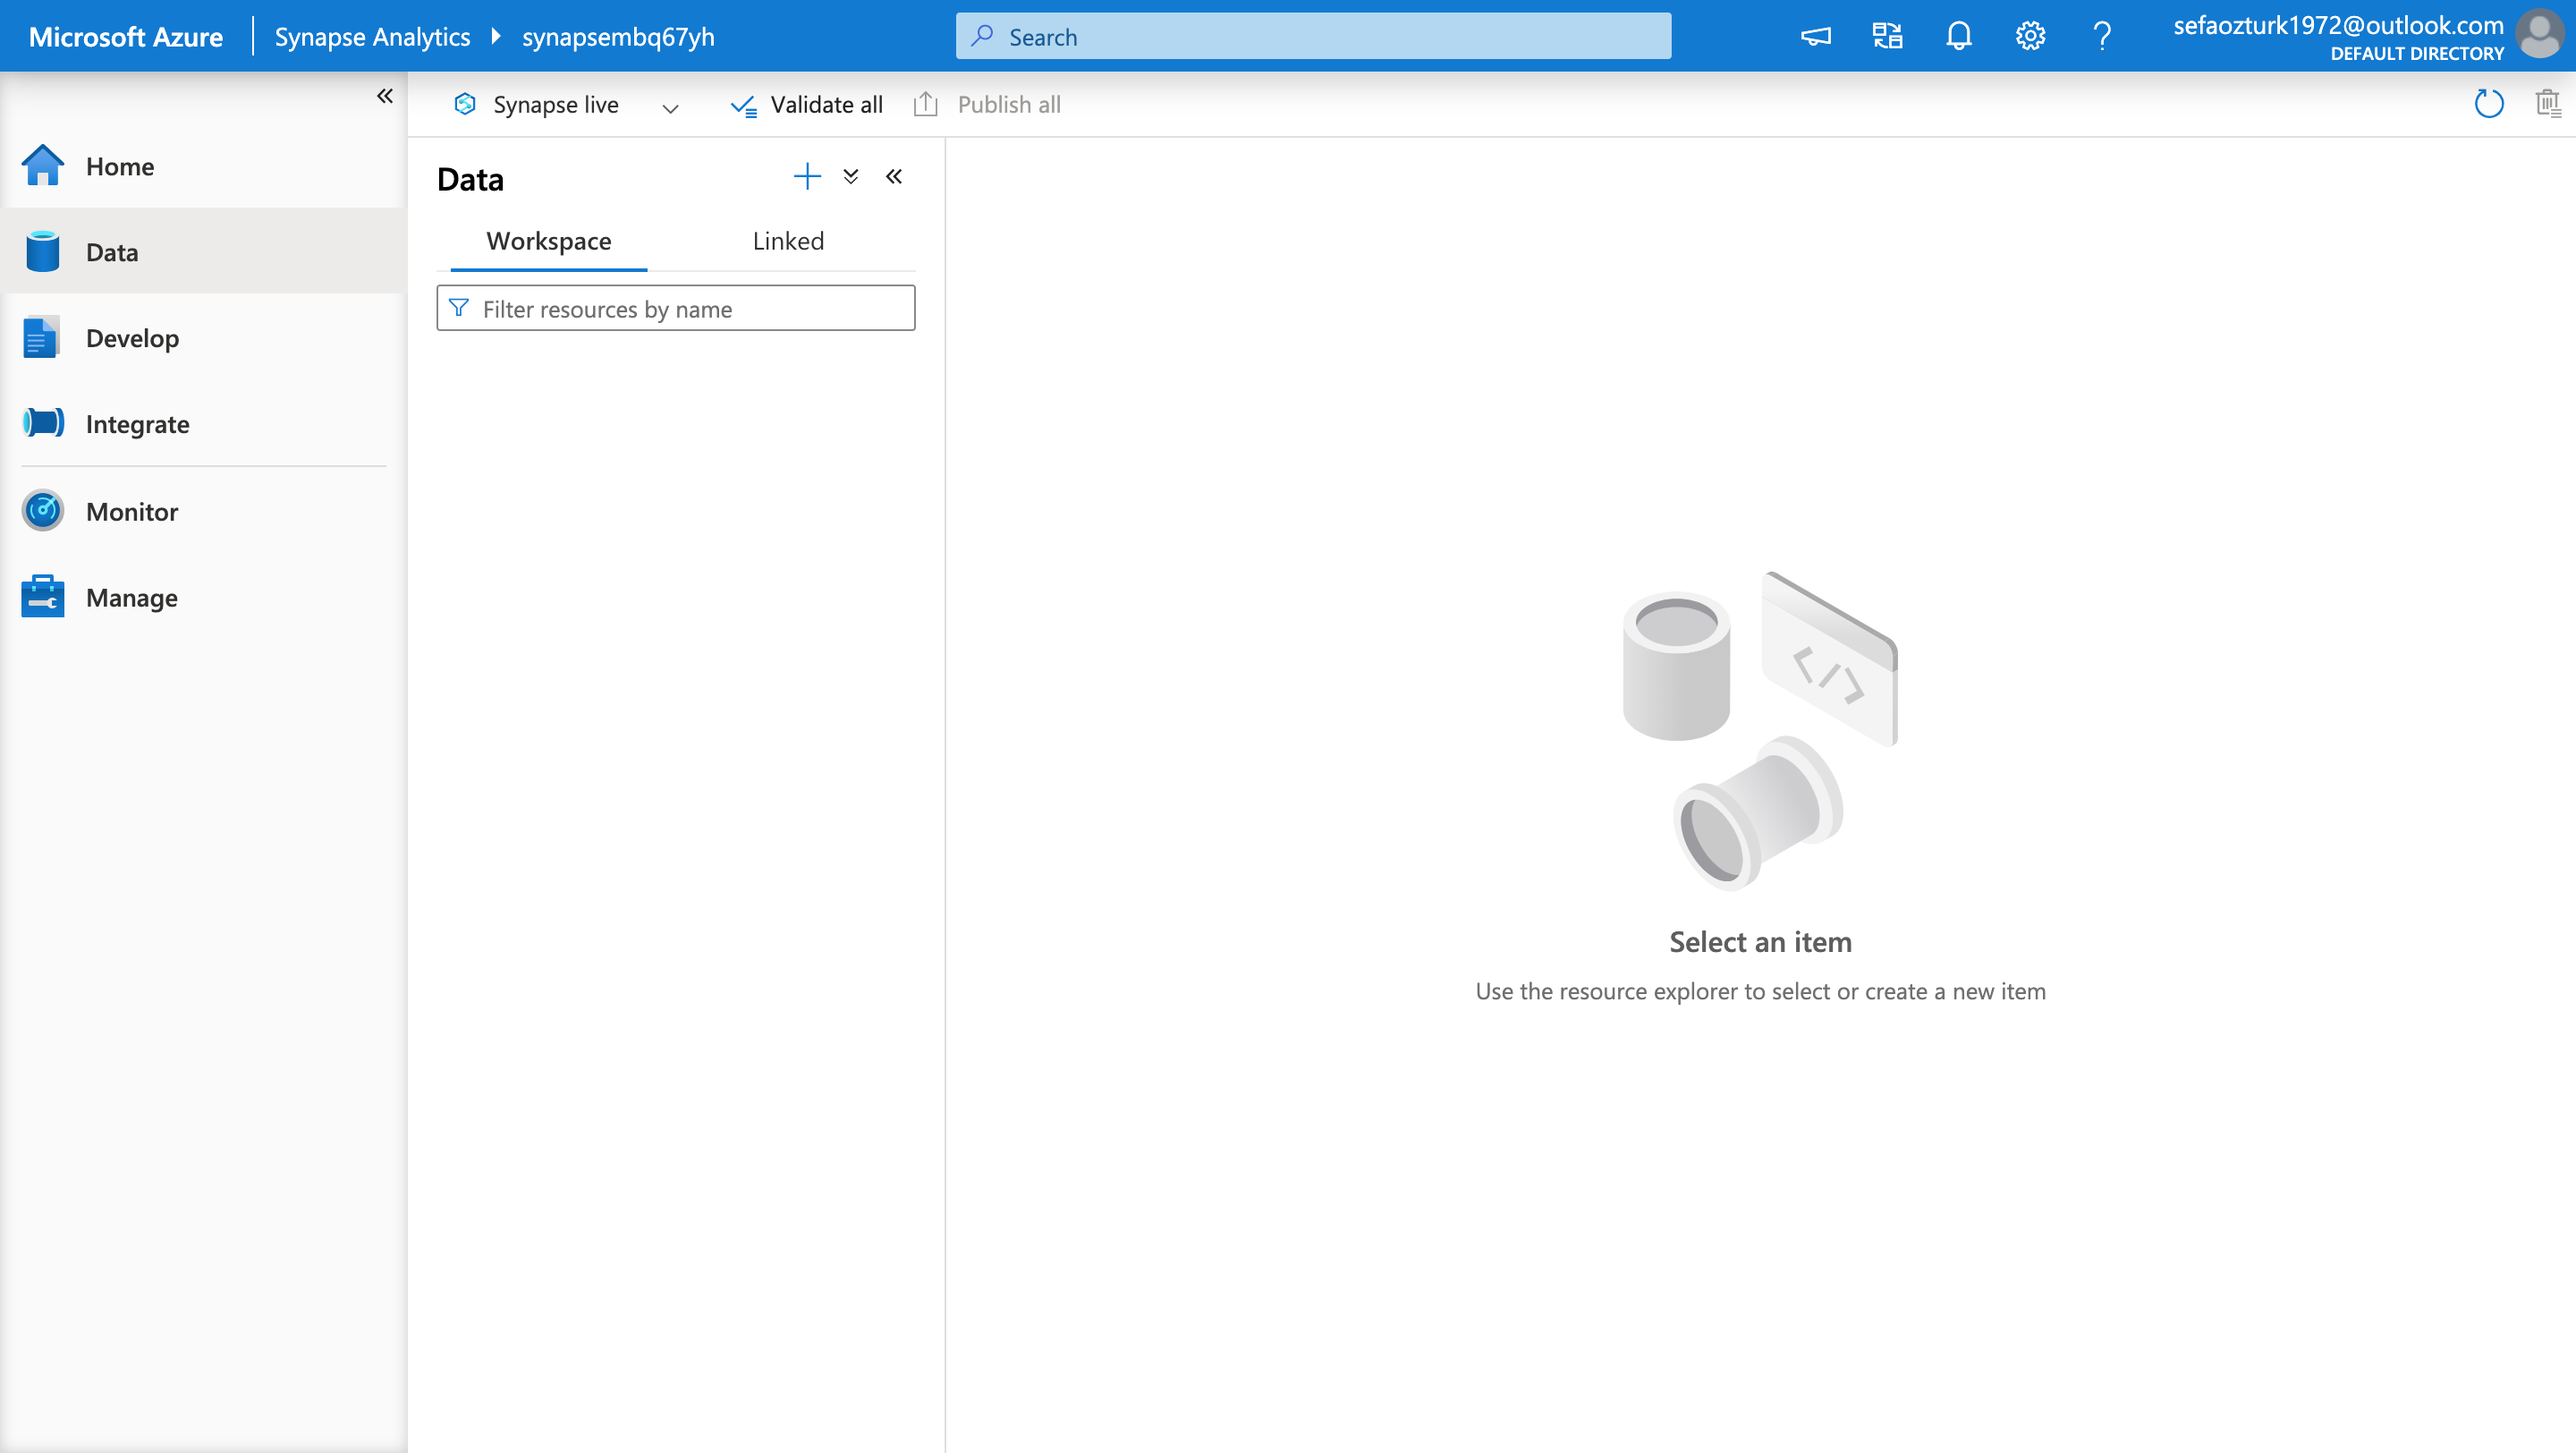 Microsoft Azure
Synapse Analytics
synapsembq67yh
Search
sefaozturk1972@outlook.com
DEFAULT DIRECTORY
Synapse live
Validate all
Publish all
Home
Data
Develop
Integrate
Monitor
Manage
Data
Workspace
Linked
Filter resources by name
</>
Select an item
Use the resource explorer to select or create a new item